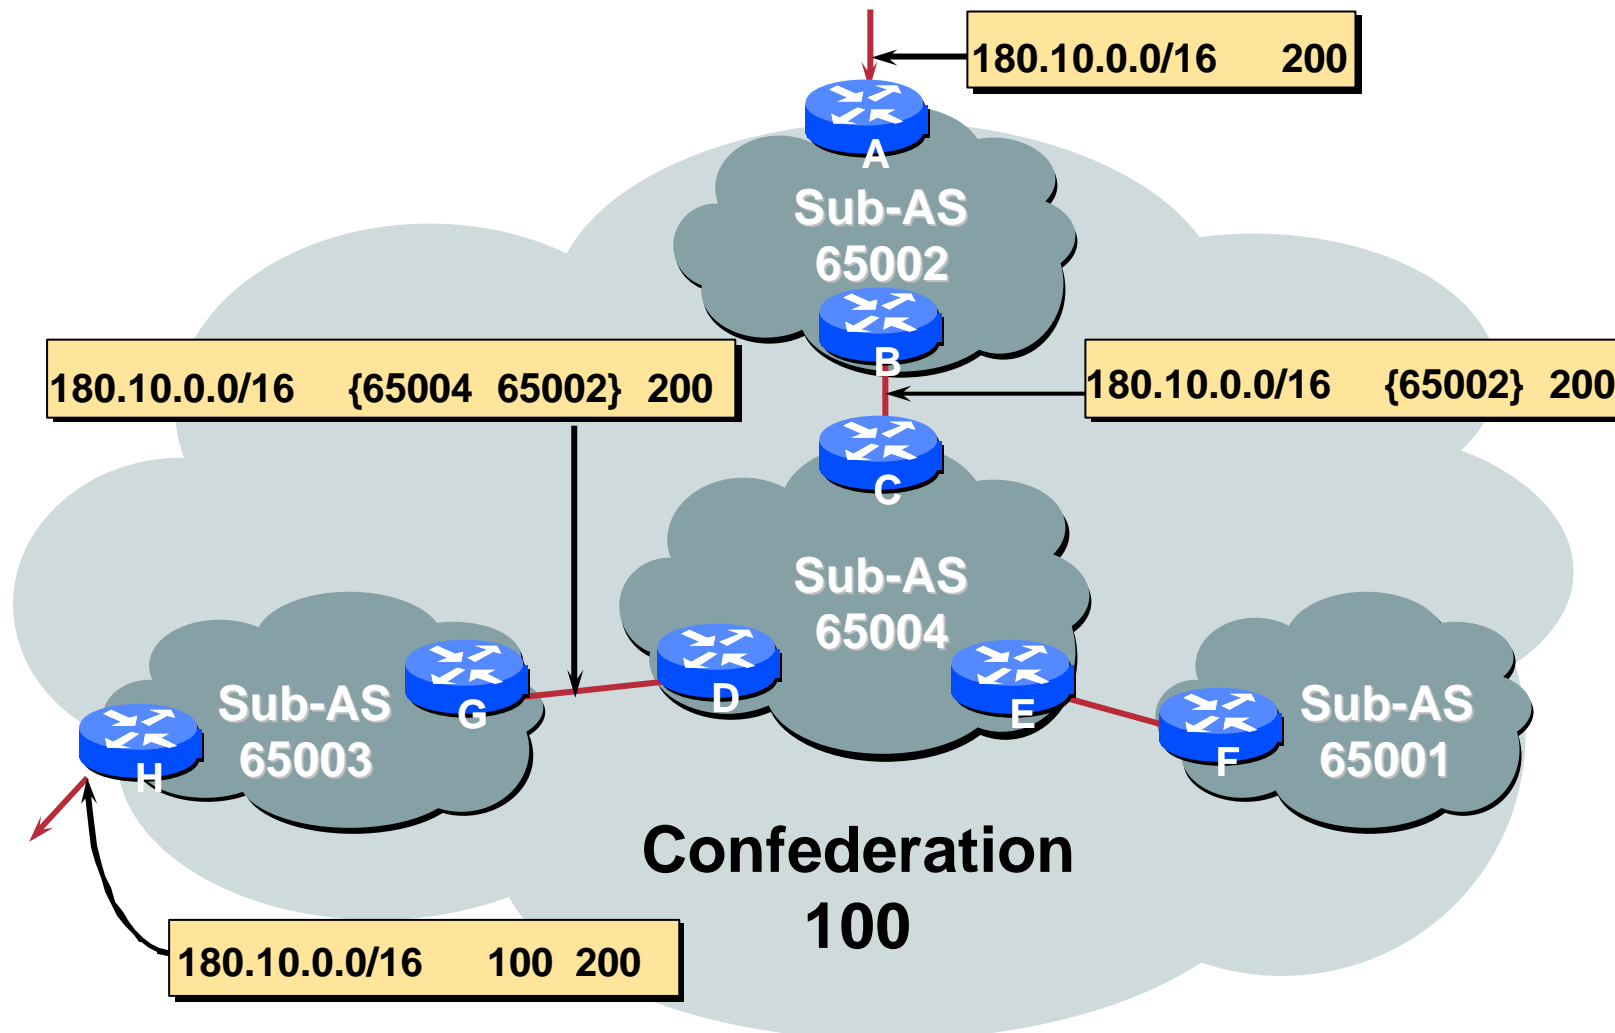 180.10.0.0/16 200
A
Sub-AS
65002
B
180.10.0.0/16 {65004 65002} 200
180.10.0.0/16 {65002} 200
C
Sub-AS
65004
D
E
G
Sub-AS
65003
H
F
Sub-AS
65001
Confederation
100
180.10.0.0/16 100 200